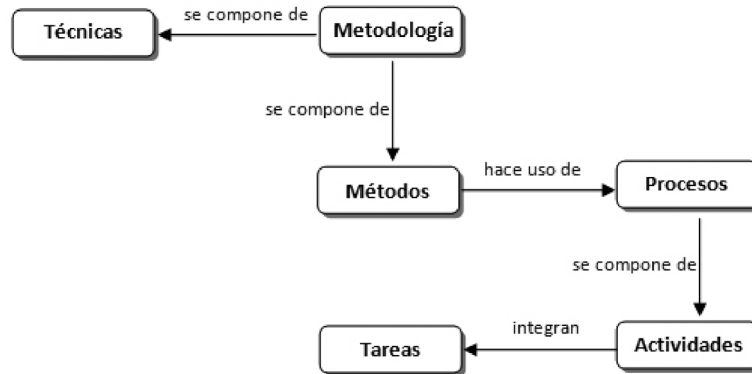 se compone de
Técnicas
Metodología
se compone de
Métodos
hace uso de
Procesos
se compone de
integran
Tareas
Actividades